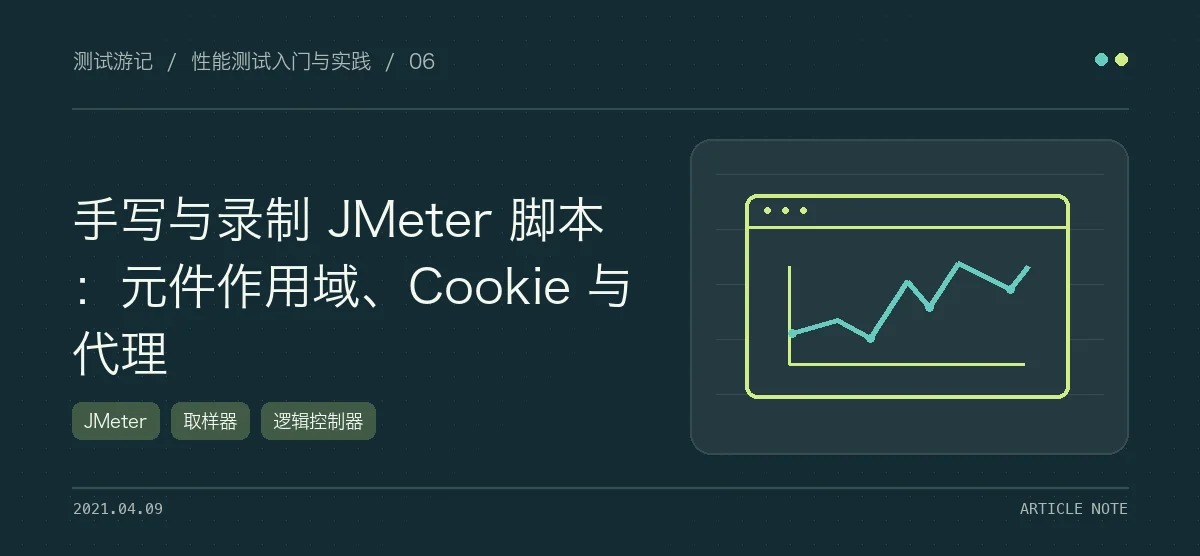 测试游记 / 性能测试入门与实践 / 06
手写与录制 JMeter 脚本
：元件作用域、Cookie 与
代理
JMeter 取样器 逻辑控制器
2021.04.09 ARTICLE NOTE